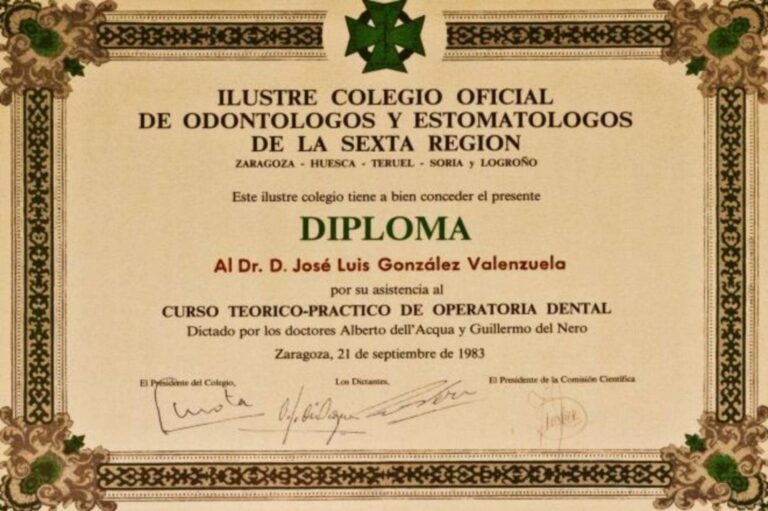 ILUSTRE COLEGIO OFICIAL
DE ODONTOLOGOS Y ESTOMATOLOGOS
DE LA SEXTA REGION
ZARAGOZA - HUESCA - TERUEL - SORIA y LOGROÑO
Este ilustre colegio tiene a bien conceder el presente
DIPLOMA
Al Dr. D. José Luis González Valenzuela
por su asistencia al
CURSO TEORICO-PRACTICO DE OPERATORIA DENTAL
Dictado por los doctores Alberto dell'Acqua y Guillermo del Nero
Zaragoza, 21 de septiembre de 1983
El Presidente del Colegio, Los Dictantes, El Presidente de la Comisión Científica